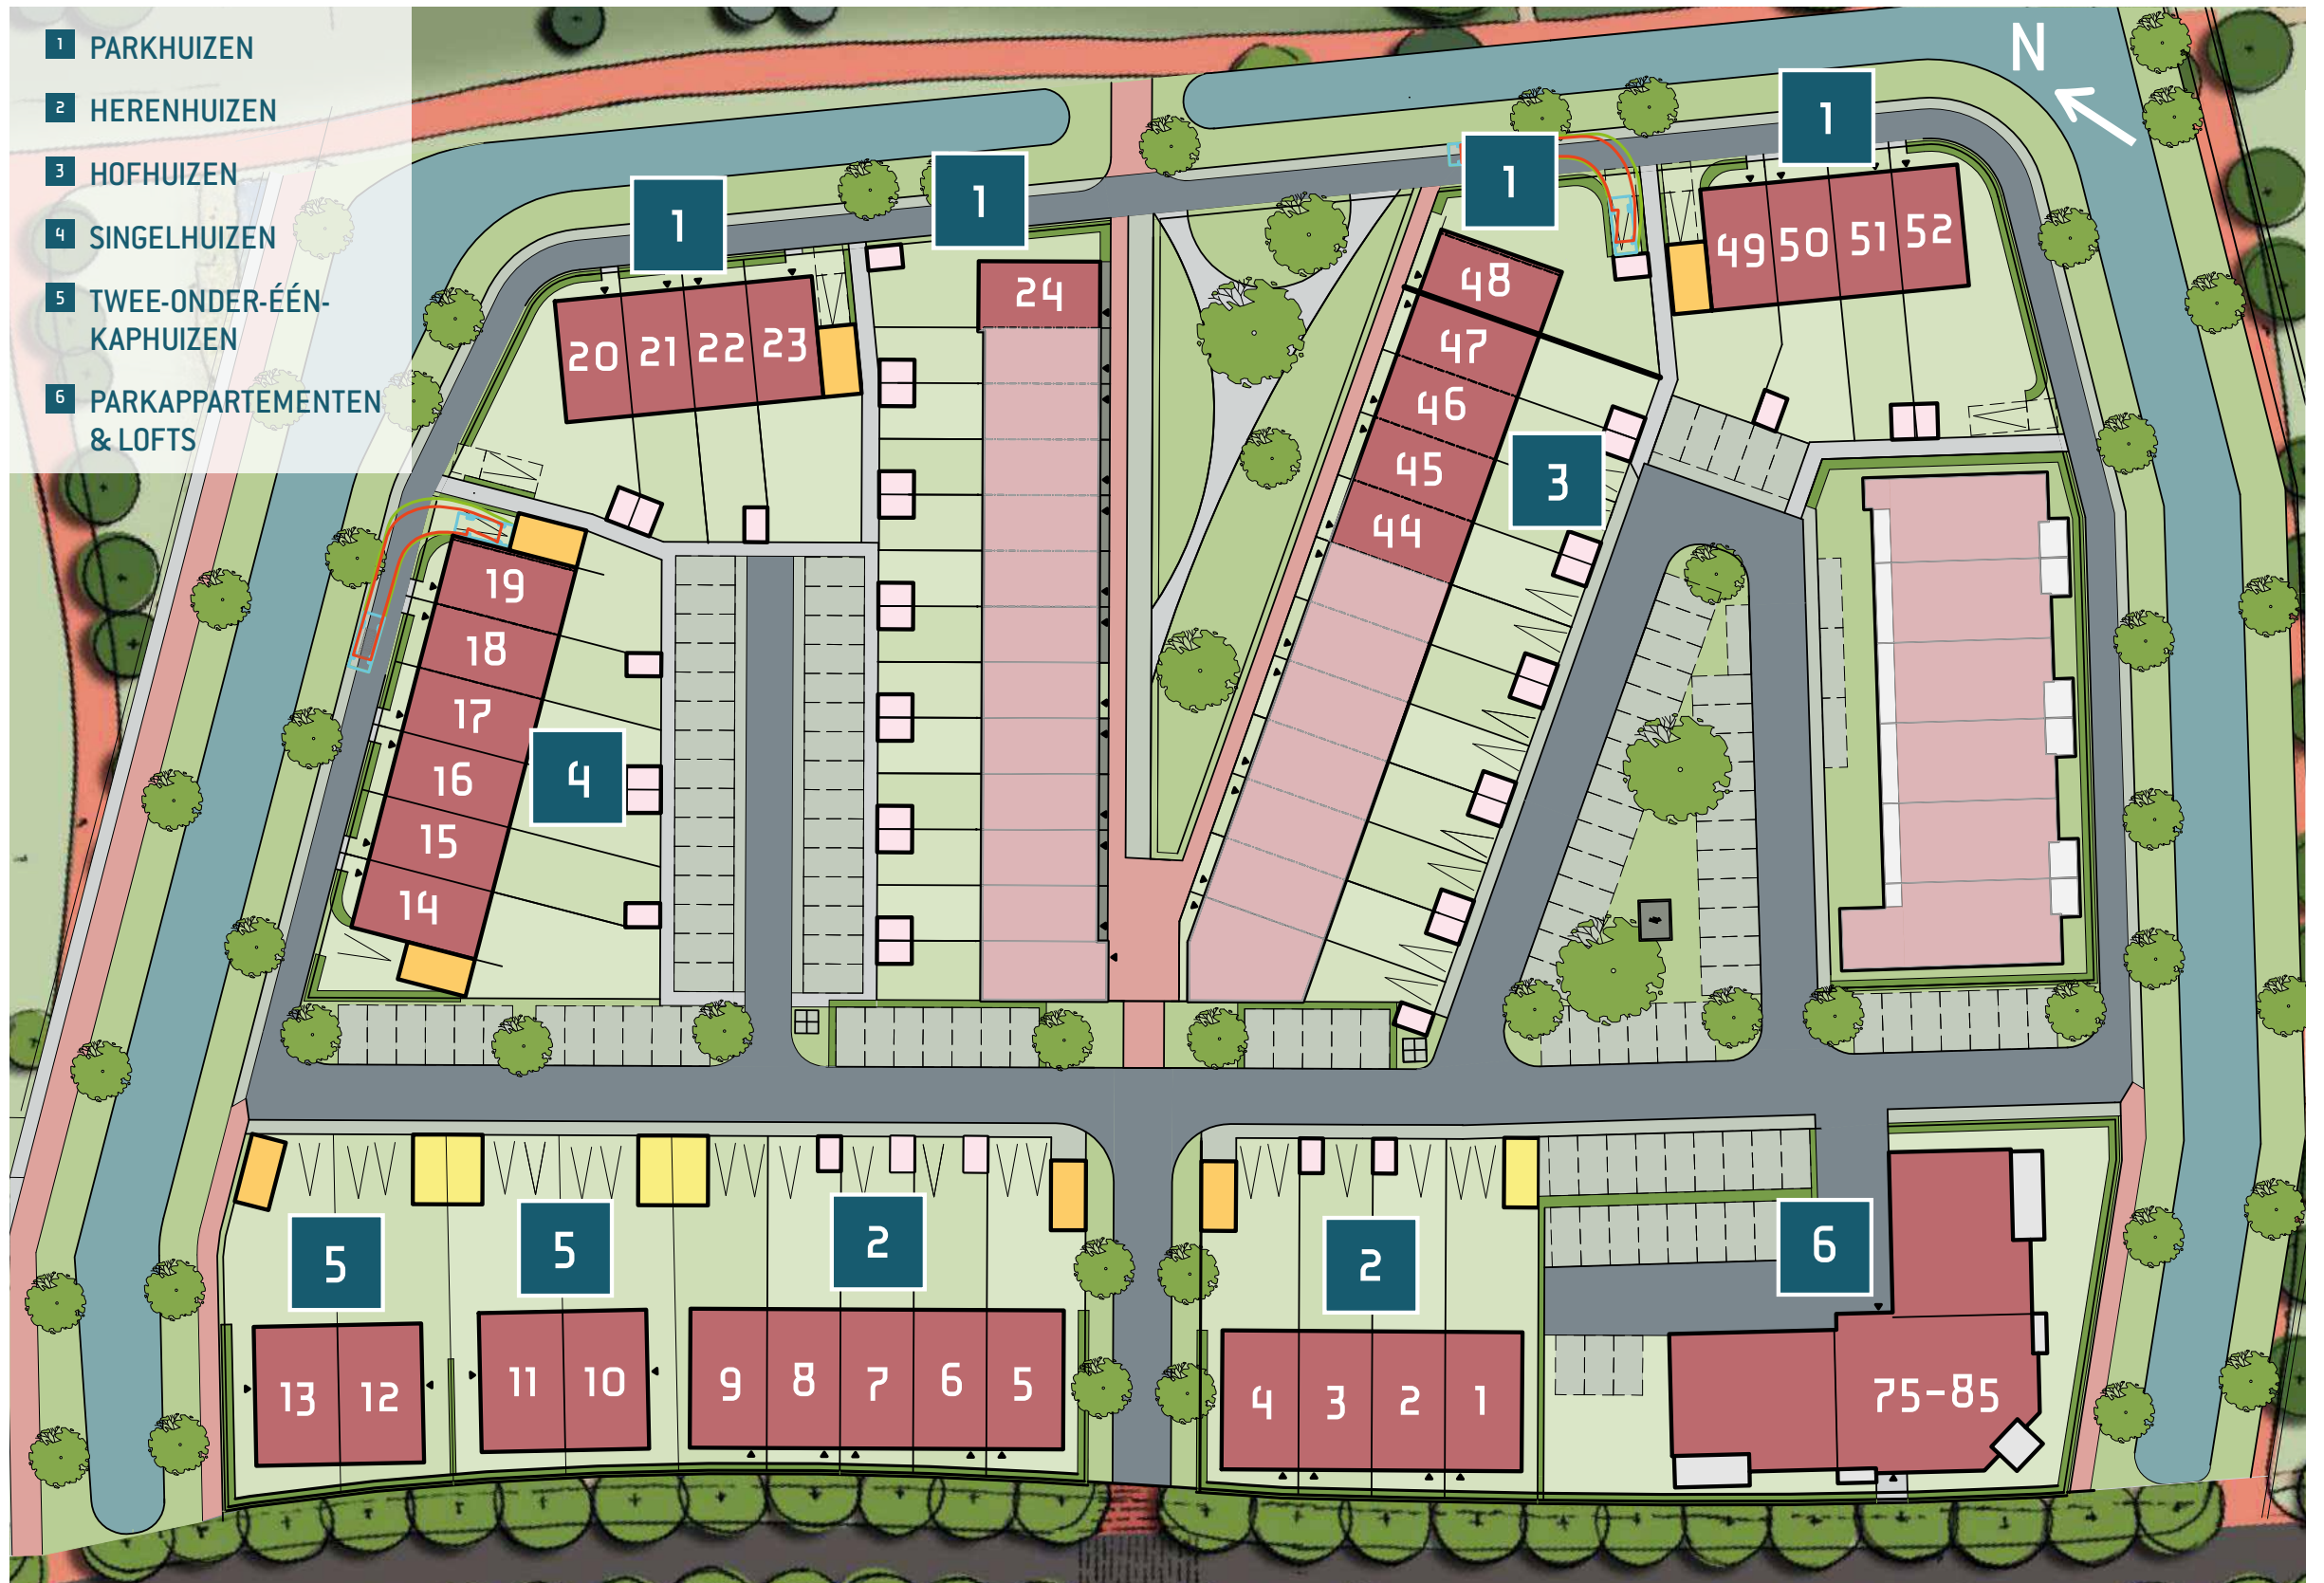 1 PARKHUIZEN
2 HERENHUIZEN
3 HOFHUIZEN
4 SINGELHUIZEN
5 TWEE-ONDER-ÉÉN-
KAPHUIZEN
6 PARKAPPARTEMENTEN
& LOFTS
N
1
1
1
1
20 21 22 23
24
48
47
46
45
44
49 50 51 52
3
19
18
17
16
15
14
4
5
5
2
2
6
13 12
11 10
9 8 7 6 5
4 3 2 1
75-85